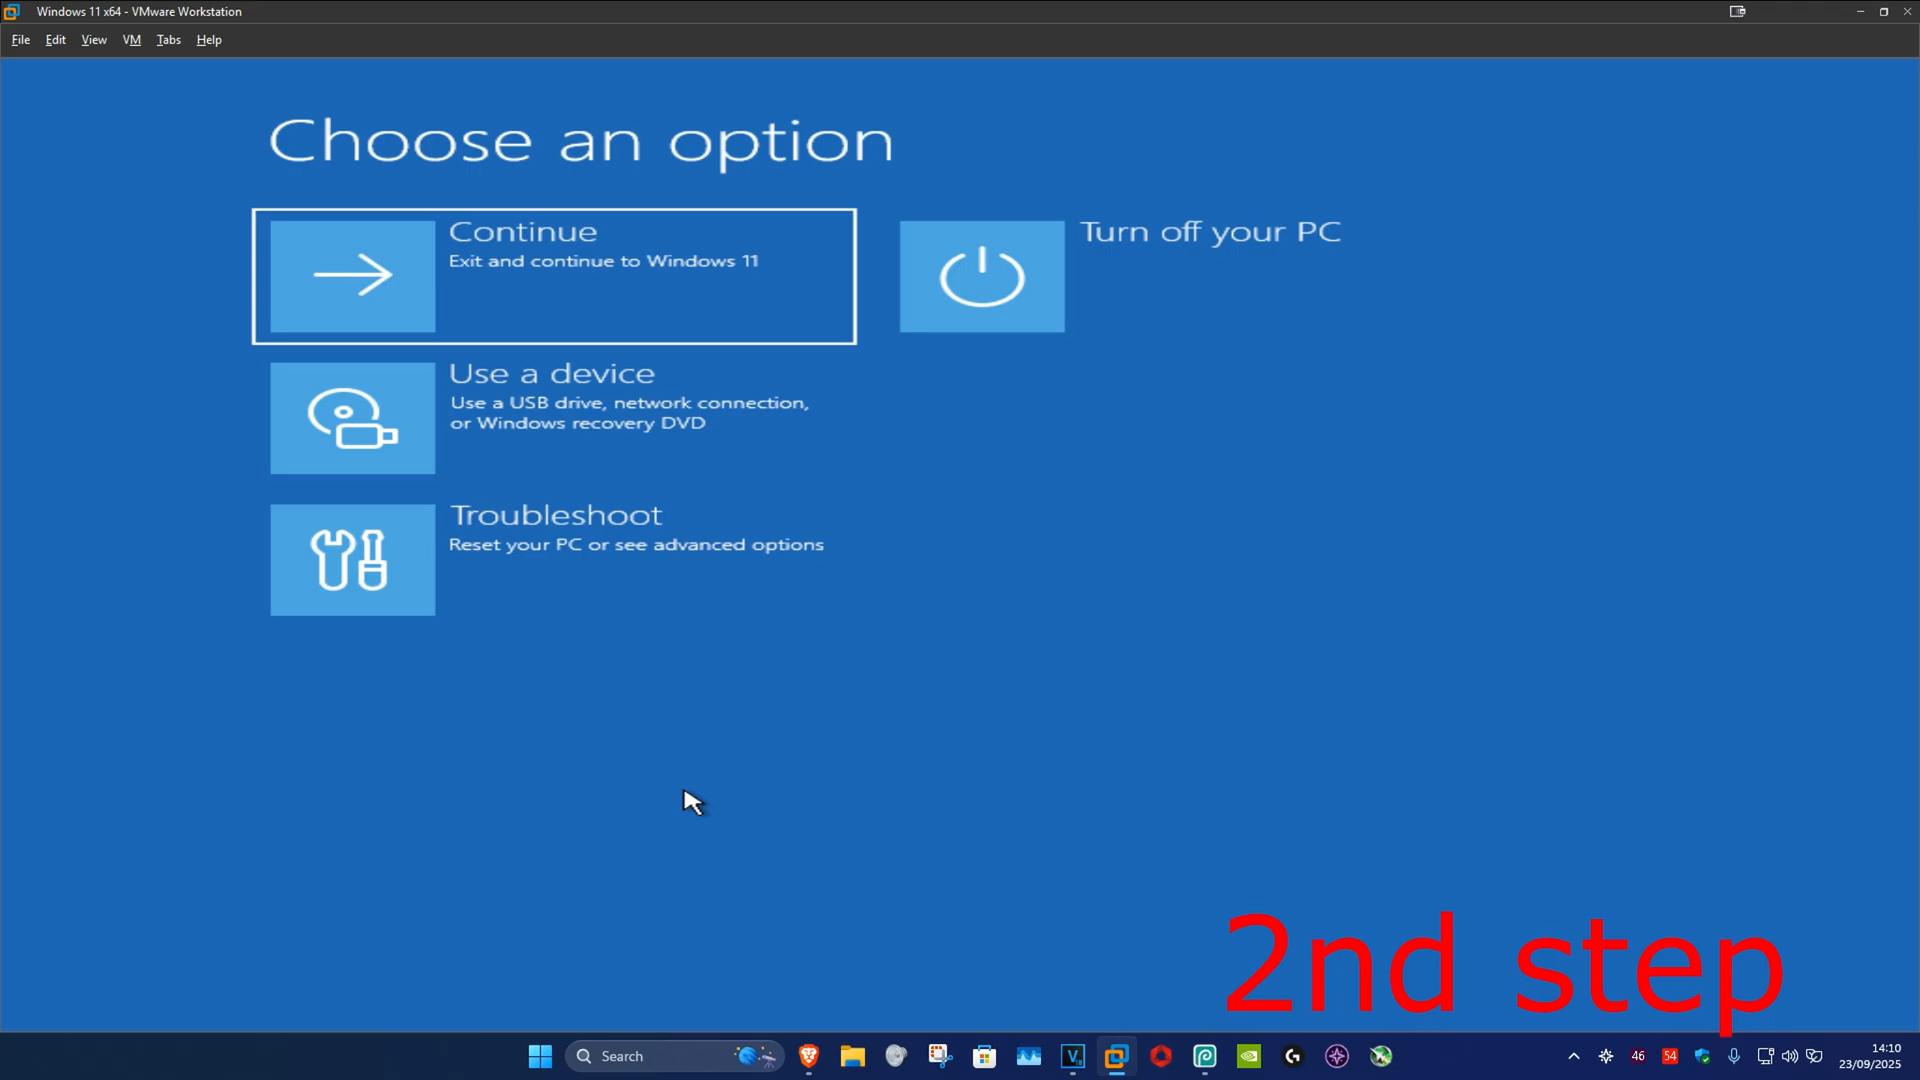 Windows 11 x64 - VMware Workstation
File Edit View VM Tabs Help
Choose an option
Continue
Exit and continue to Windows 11
Turn off your PC
Use a device
Use a USB drive, network connection,
or Windows recovery DVD
Troubleshoot
Reset your PC or see advanced options
2nd step
Search
46
54
14:10
23/09/2025